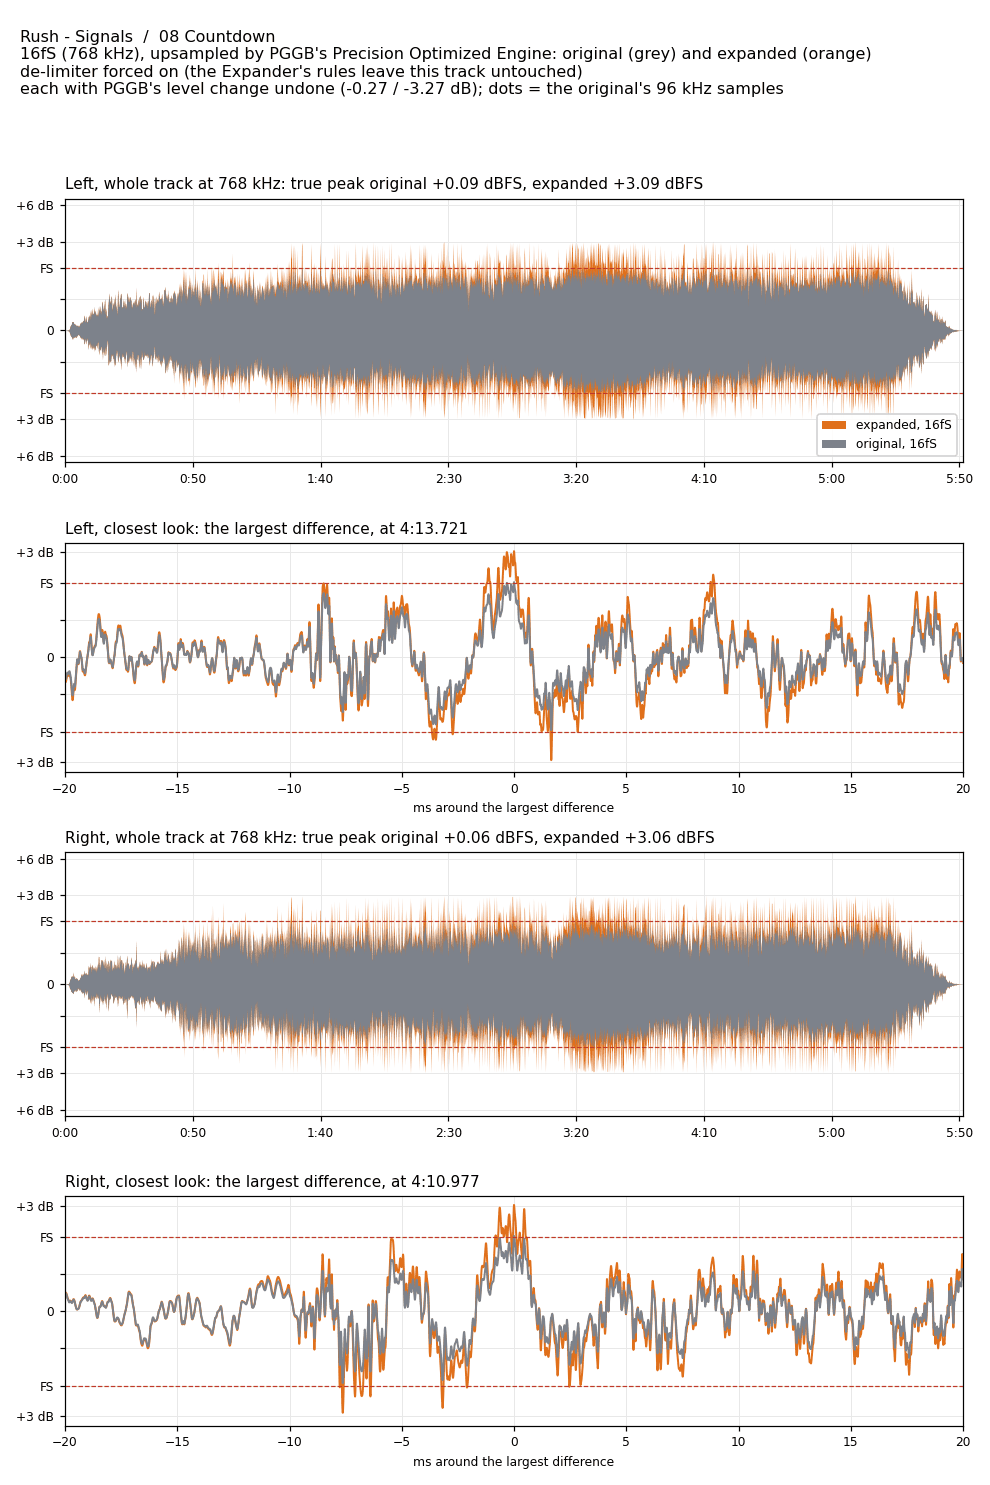 Rush - Signals  /  08 Countdown
16fS (768 kHz), upsampled by PGGB's Precision Optimized Engine: original (grey) and expanded (orange)
de-limiter forced on (the Expander's rules leave this track untouched)
each with PGGB's level change undone (-0.27 / -3.27 dB); dots = the original's 96 kHz samples
Left, whole track at 768 kHz: true peak original +0.09 dBFS, expanded +3.09 dBFS
+6 dB
+3 dB
FS
0
FS
+3 dB
+6 dB
expanded, 16fS
original, 16fS
0:00 0:50 1:40 2:30 3:20 4:10 5:00 5:50
Left, closest look: the largest difference, at 4:13.721
+3 dB
FS
0
FS
+3 dB
−20 −15 −10 −5 0 5 10 15 20
ms around the largest difference
Right, whole track at 768 kHz: true peak original +0.06 dBFS, expanded +3.06 dBFS
+6 dB
+3 dB
FS
0
FS
+3 dB
+6 dB
0:00 0:50 1:40 2:30 3:20 4:10 5:00 5:50
Right, closest look: the largest difference, at 4:10.977
+3 dB
FS
0
FS
+3 dB
−20 −15 −10 −5 0 5 10 15 20
ms around the largest difference